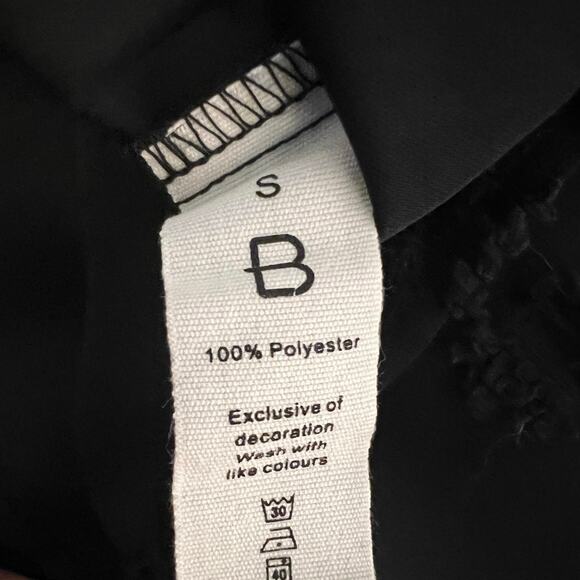 S
B
100% Polyester
Exclusive of
decoration
Wash with
like colours
30
40